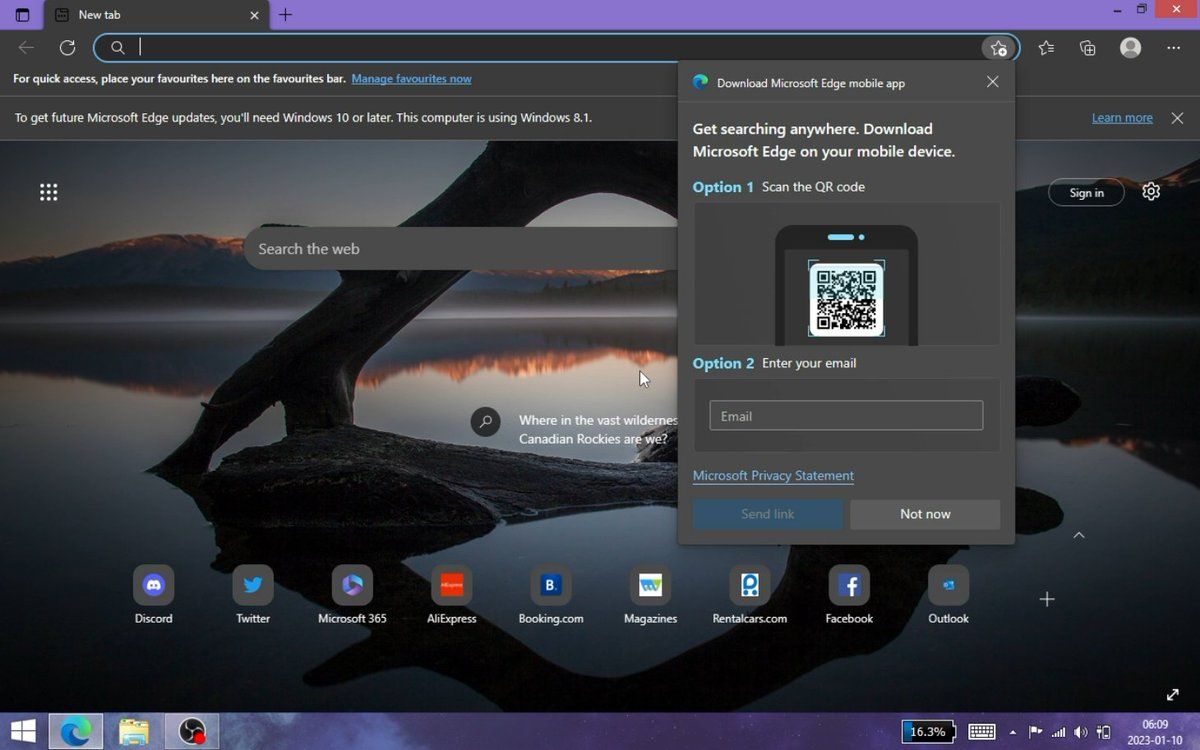 New tab
For quick access, place your favourites here on the favourites bar. Manage favourites now
Download Microsoft Edge mobile app
To get future Microsoft Edge updates, you'll need Windows 10 or later. This computer is using Windows 8.1.
Learn more
Get searching anywhere. Download
Microsoft Edge on your mobile device.
Option 1 Scan the QR code
Sign in
Search the web
Option 2 Enter your email
Email
Where in the vast wildernes
Canadian Rockies are we?
Microsoft Privacy Statement
Send link
Not now
AliExpress
B.
Discord
Twitter
Microsoft 365
AliExpress
Booking.com
Magazines
Rentalcars.com
Facebook
Outlook
16.3%
06:09
2023-01-10